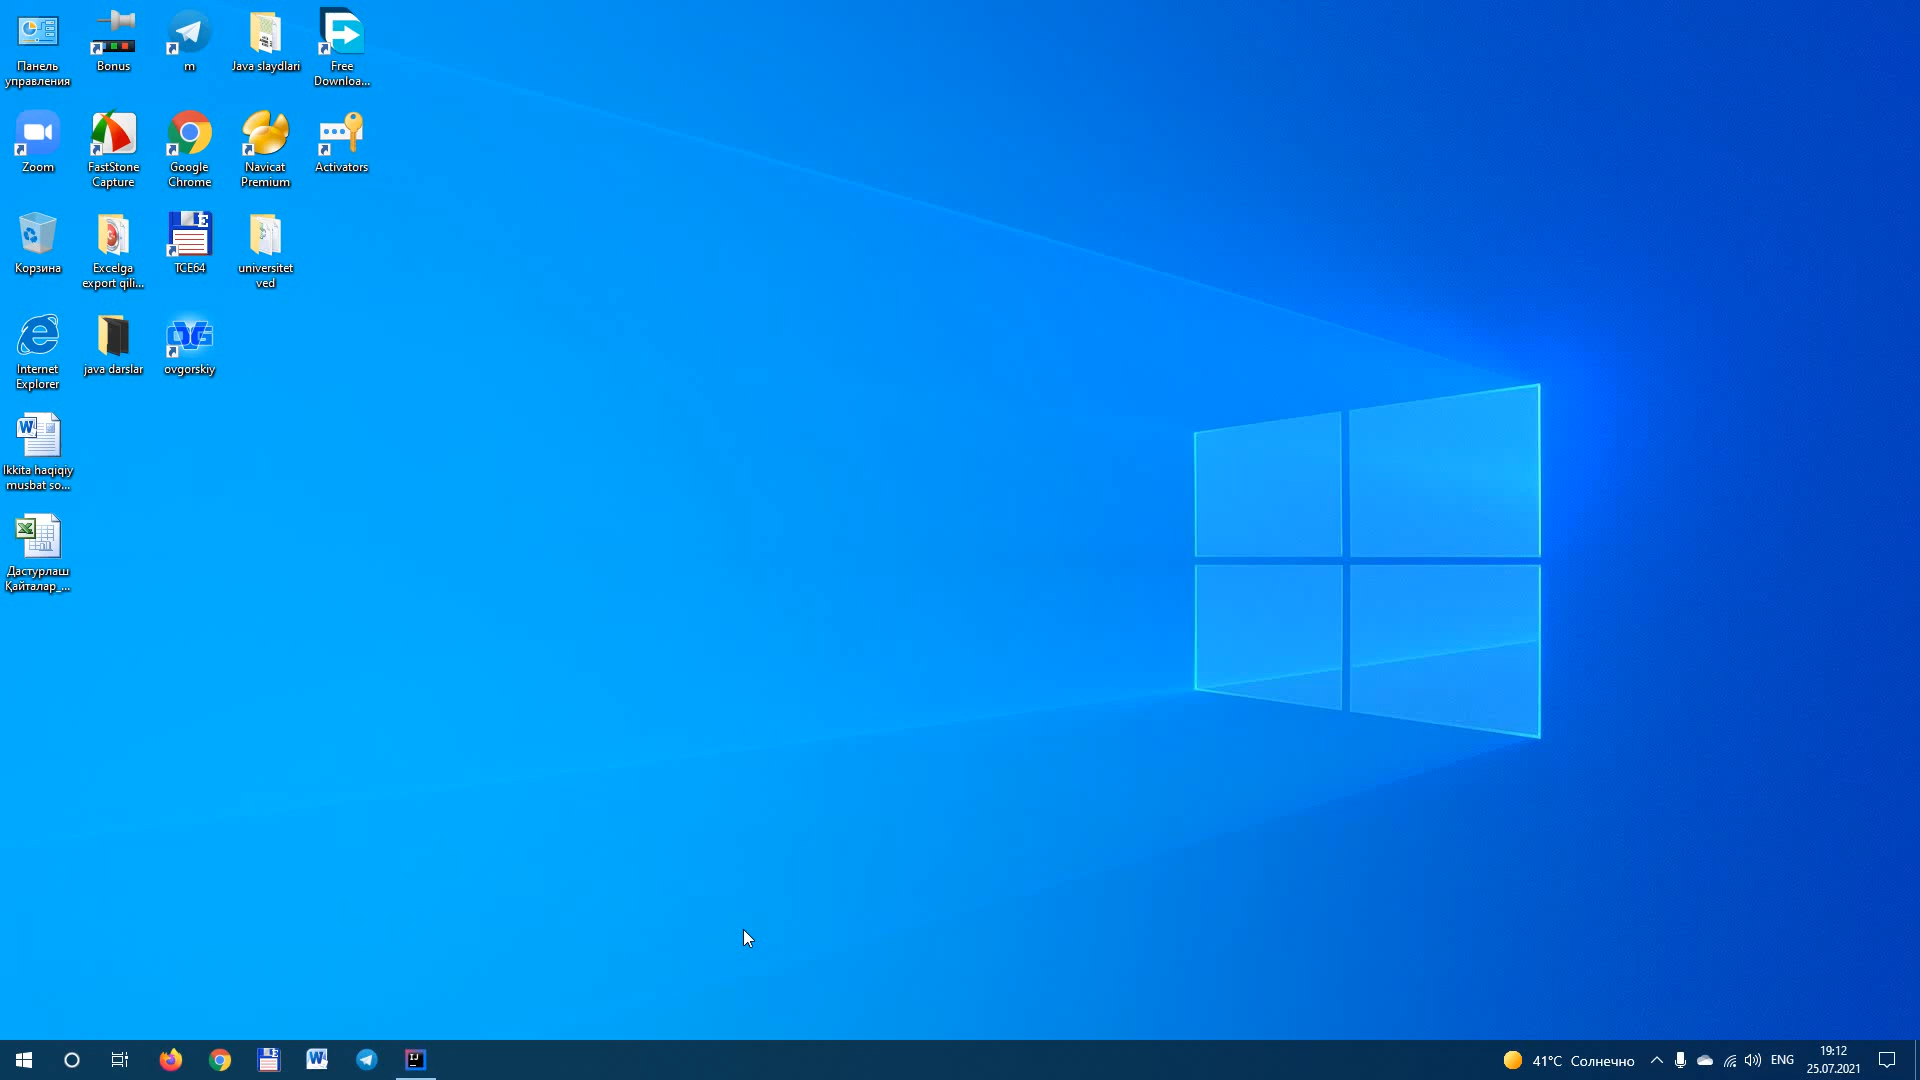 Панель
управления
Bonus
m
Java slaydlari
Free
Downloa...
Zoom
FastStone
Capture
Google
Chrome
Navicat
Premium
Activators
Корзина
Excelga
export qili...
TCE64
universitet
ved
Internet
Explorer
java darslar
ovgorskiy
Ikkita haqiqiy
musbat so...
Дастурлаш
Қайталар_...
41°C Солнечно
ENG
19:12
25.07.2021